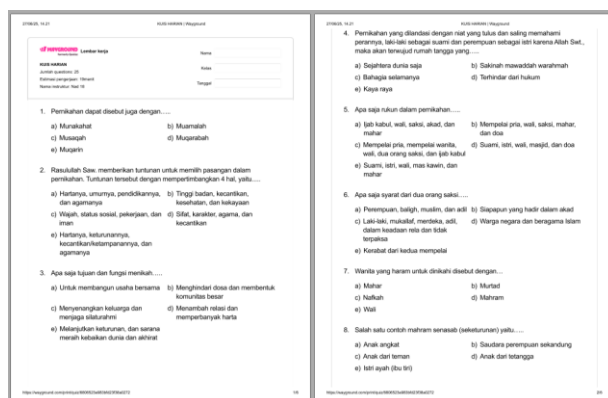 27/08/25, 14.21
KUIS HARIAN | Wayground
WAYGROUND
Lembar kerja
KUIS HARIAN
Jumlah questions: 25
Nama
Kelas
Tanggal
1. Pernikahan dapat disebut juga dengan.....
a) Munakahat
b) Muamalah
c) Musaqah
d) Muqarabah
e) Muqarin
2. Rasulullah Saw. memberikan tuntunan untuk memilih pasangan dalam
pernikahan. Tuntunan tersebut dengan mempertimbangkan 4 hal, yaitu.....
a) Hartanya, umurnya, pendidikannya,
dan agamanya
b) Tinggi badan, kecantikan,
kesehatan, dan kekayaan
c) Wajah, status sosial, pekerjaan, dan
iman
d) Sifat, karakter, agama, dan
kecantikan
e) Hartanya, keturunannya,
kecantikan/ketampanannya, dan
agamanya
3. Apa saja tujuan dan fungsi menikah.....
a) Untuk membangun usaha bersama
b) Menghindari dosa dan membentuk
komunitas besar
c) Menyenangkan keluarga dan
menjaga silaturahmi
d) Menambah relasi dan
memperbanyak harta
e) Melanjutkan keturunan, dan sarana
meraih kebaikan dunia dan akhirat
27/08/25, 14.21
KUIS HARIAN | Wayground
4. Pernikahan yang dilandasi dengan niat yang tulus dan saling memahami
perannya, laki-laki sebagai suami dan perempuan sebagai istri karena Allah Swt.,
maka akan terwujud rumah tangga yang....
a) Sejahtera dunia saja
b) Sakinah mawaddah warahmah
c) Bahagia selamanya
d) Terhindar dari hukum
e) Kaya raya
5. Apa saja rukun dalam pernikahan.....
a) Ijab kabul, wali, saksi, akad, dan
mahar
b) Mempelai pria, wali, saksi, mahar,
dan doa
c) Mempelai pria, mempelai wanita,
wali, dua orang saksi, dan ijab kabul
d) Suami, istri, wali, masjid, dan doa
e) Suami, istri, wali, mas kawin, dan
mahar
6. Apa saja syarat dari dua orang saksi.....
a) Perempuan, baligh, muslim, dan adil
b) Siapapun yang hadir dalam akad
c) Laki-laki, mukallaf, merdeka, adil,
dalam keadaan rela dan tidak
terpaksa
d) Warga negara dan beragama Islam
e) Kerabat dari kedua mempelai
7. Wanita yang haram untuk dinikahi disebut dengan...
a) Mahar
b) Murtad
c) Nafkah
d) Mahram
e) Wali
8. Salah satu contoh mahram senasab (seketurunan) yaitu.....
a) Anak angkat
b) Saudara perempuan sekandung
c) Anak dari teman
d) Anak dari tetangga
e) Istri ayah (ibu tiri)